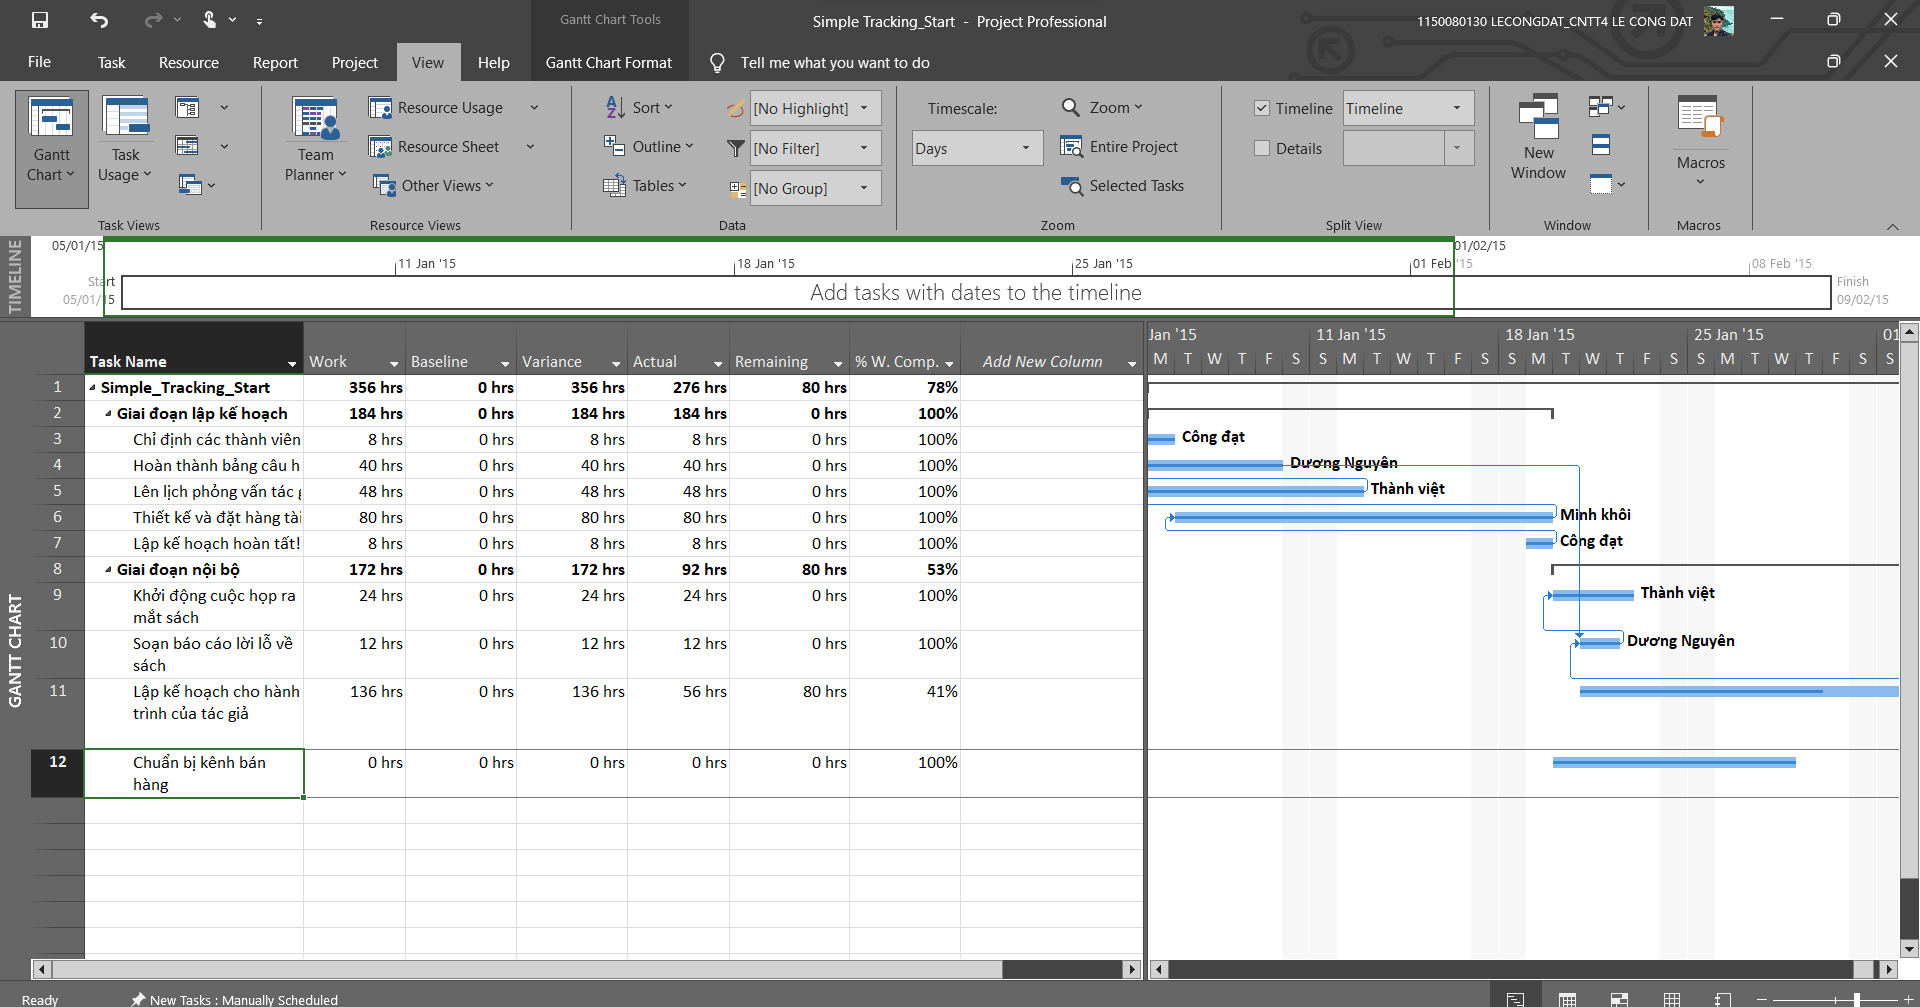 Gantt Chart Tools
Simple Tracking_Start - Project Professional
1150080130 LECONGDAT_CNTT4 LE CONG DAT
File Task Resource Report Project View Help Gantt Chart Format Tell me what you want to do
Gantt Chart
Task Usage
Task Views
Team Planner
Resource Usage
Resource Sheet
Other Views
Resource Views
Sort
Outline
Tables
[No Highlight]
[No Filter]
[No Group]
Data
Timescale:
Days
Zoom
Entire Project
Selected Tasks
Zoom
Timeline Timeline
Details
Split View
New Window
Window
Macros
Macros
TIMELINE
05/01/15 01/02/15
11 Jan '15 18 Jan '15 25 Jan '15 01 Feb '15 08 Feb '15
Start
05/01/15
Add tasks with dates to the timeline
Finish
09/02/15
GANTT CHART
Task Name Work Baseline Variance Actual Remaining % W. Comp. Add New Column
1 Simple_Tracking_Start 356 hrs 0 hrs 356 hrs 276 hrs 80 hrs 78%
2 Giai đoạn lập kế hoạch 184 hrs 0 hrs 184 hrs 184 hrs 0 hrs 100%
3 Chỉ định các thành viên 8 hrs 0 hrs 8 hrs 8 hrs 0 hrs 100%
4 Hoàn thành bảng câu h 40 hrs 0 hrs 40 hrs 40 hrs 0 hrs 100%
5 Lên lịch phỏng vấn tác g 48 hrs 0 hrs 48 hrs 48 hrs 0 hrs 100%
6 Thiết kế và đặt hàng tài 80 hrs 0 hrs 80 hrs 80 hrs 0 hrs 100%
7 Lập kế hoạch hoàn tất! 8 hrs 0 hrs 8 hrs 8 hrs 0 hrs 100%
8 Giai đoạn nội bộ 172 hrs 0 hrs 172 hrs 92 hrs 80 hrs 53%
9 Khởi động cuộc họp ra 24 hrs 0 hrs 24 hrs 24 hrs 0 hrs 100%
mắt sách
10 Soạn báo cáo lời lỗ về 12 hrs 0 hrs 12 hrs 12 hrs 0 hrs 100%
sách
11 Lập kế hoạch cho hành 136 hrs 0 hrs 136 hrs 56 hrs 80 hrs 41%
trình của tác giả
12 Chuẩn bị kênh bán 0 hrs 0 hrs 0 hrs 0 hrs 0 hrs 100%
hàng
Jan '15 11 Jan '15 18 Jan '15 25 Jan '15 01
M T W T F S S M T W T F S S M T W T F S S M T W T F S S
Công đạt
Dương Nguyên
Thành việt
Minh khôi
Công đạt
Thành việt
Dương Nguyên
Ready New Tasks : Manually Scheduled